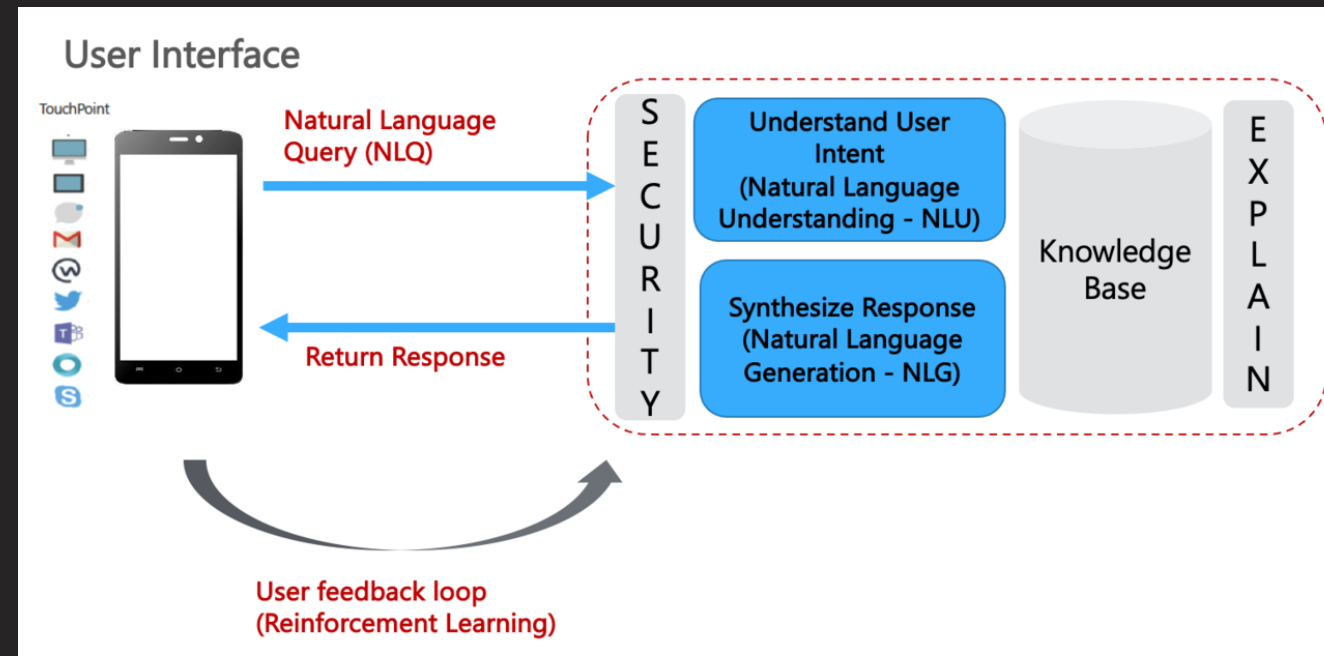 User Interface
TouchPoint
Natural Language
Query (NLQ)
Return Response
S
E
C
U
R
I
T
Y
Understand User
Intent
(Natural Language
Understanding - NLU)
Synthesize Response
(Natural Language
Generation - NLG)
Knowledge
Base
E
X
P
L
A
I
N
User feedback loop
(Reinforcement Learning)